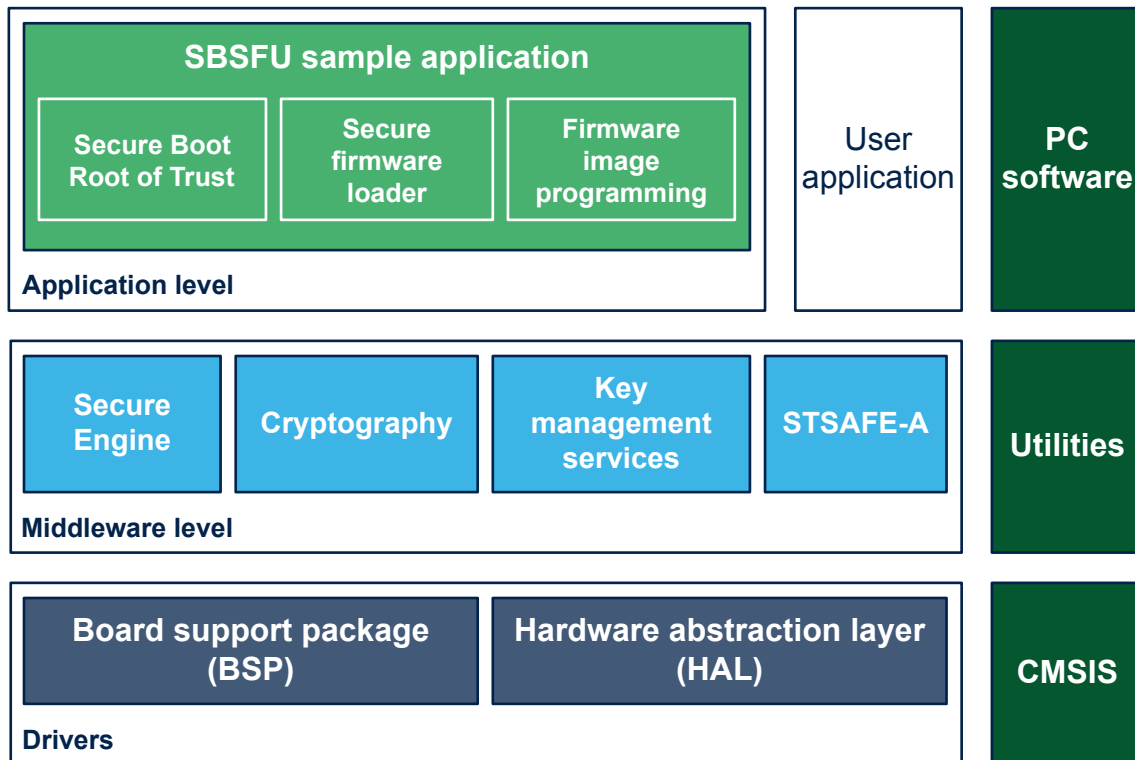 SBSFU sample application
Secure Boot
Root of Trust
Secure
firmware
loader
Firmware
image
programming
Application level
User
application
PC
software
Secure
Engine
Cryptography
Key
management
services
STSAFE-A
Middleware level
Utilities
Board support package
(BSP)
Hardware abstraction layer
(HAL)
Drivers
CMSIS